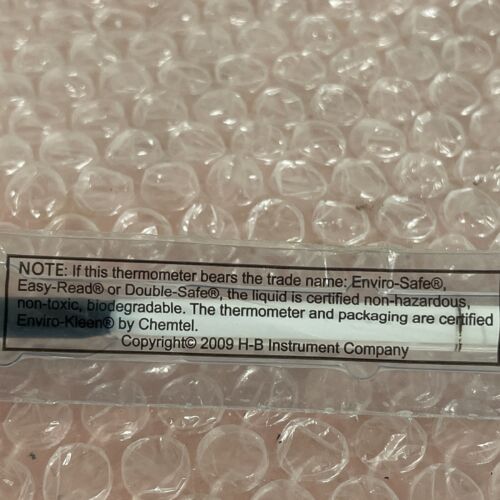 NOTE: If this thermometer bears the trade name: Enviro-Safe®,
Easy-Read® or Double-Safe®, the liquid is certified non-hazardous,
non-toxic, biodegradable. The thermometer and packaging are certified
Enviro-Kleen® by Chemtel.
Copyright© 2009 H-B Instrument Company